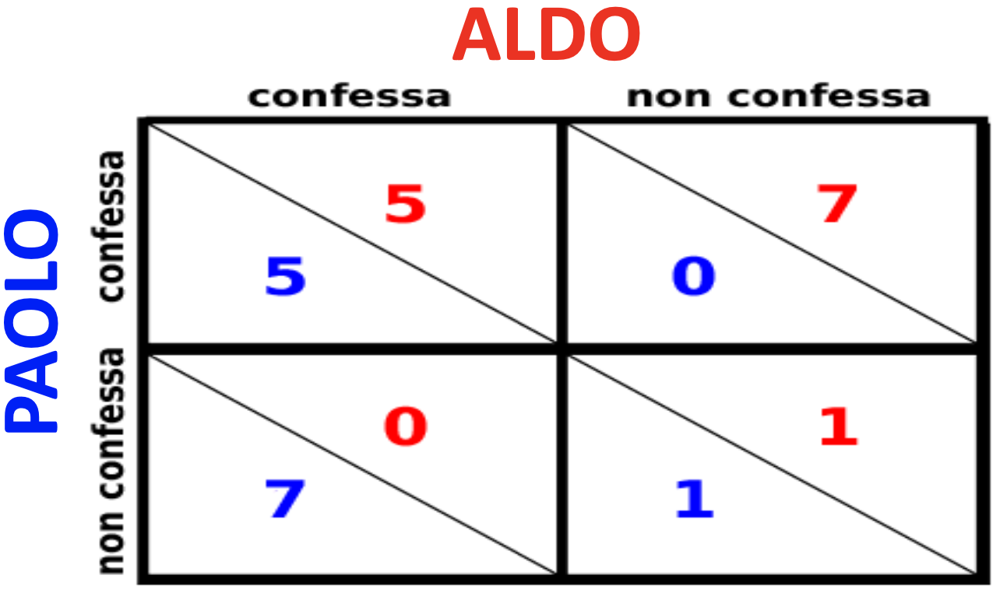 ALDO
confessa non confessa
PAOLO
confessa
5 7
5 0
non confessa
0 1
7 1